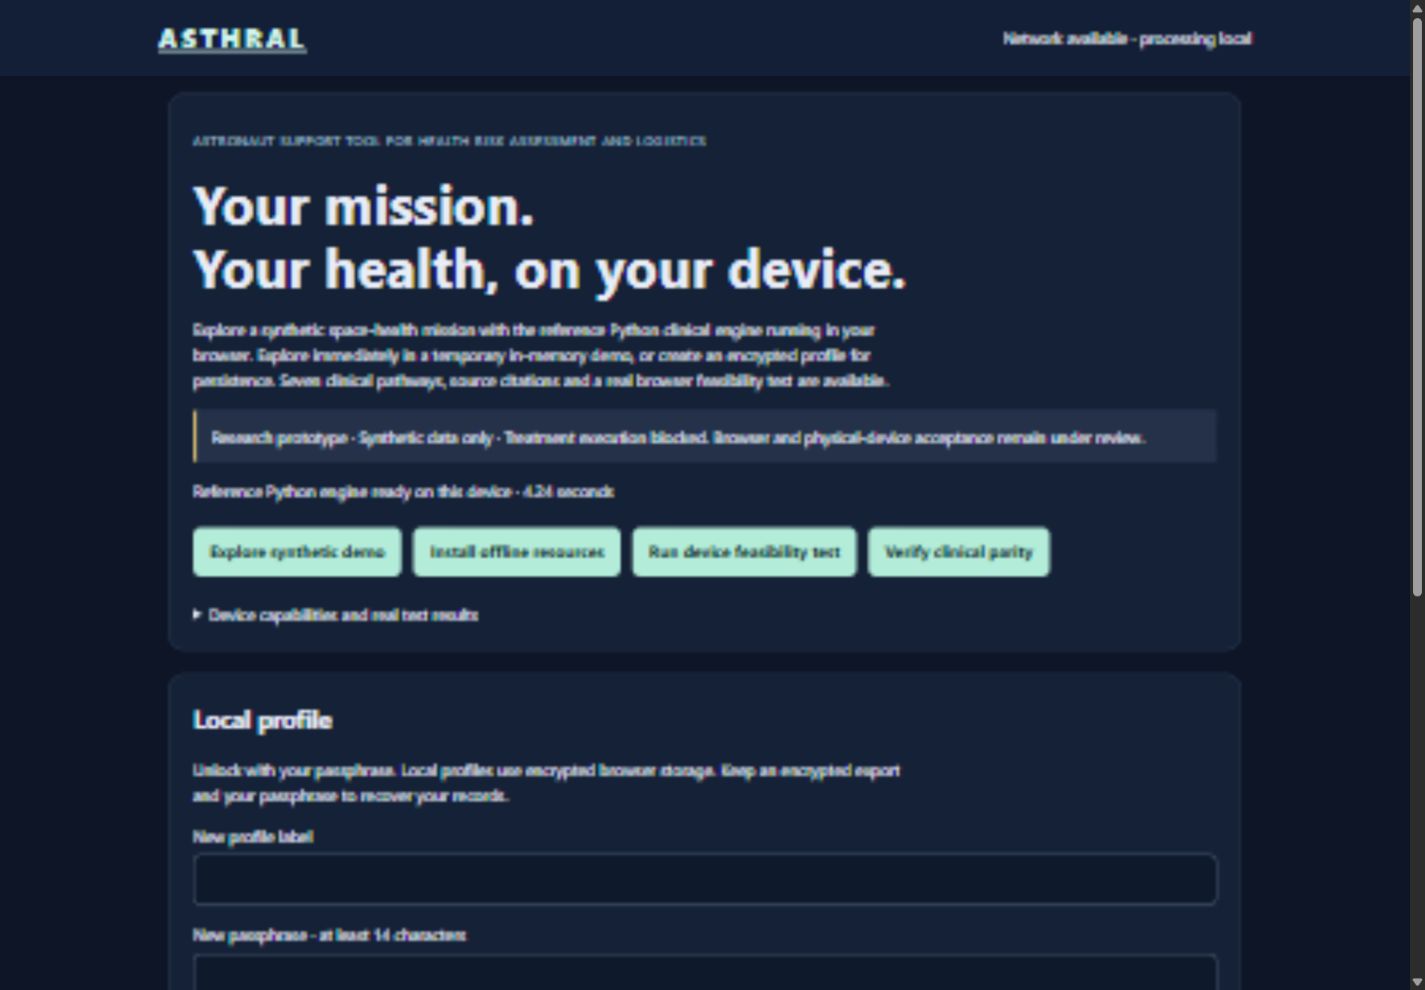 ASTHRAL
Network available - processing local
ASTRONAUT SUPPORT TOOL FOR HEALTH RISK ASSESSMENT AND LOGISTICS
Your mission.
Your health, on your device.
Explore a synthetic space-health mission with the reference Python clinical engine running in your
browser. Explore immediately in a temporary in-memory demo, or create an encrypted profile for
persistence. Seven clinical pathways, source citations and a real browser feasibility test are available.
Research prototype · Synthetic data only · Treatment execution blocked. Browser and physical-device acceptance remain under review.
Reference Python engine ready on this device · 4.24 seconds
Explore synthetic demo
Install offline resources
Run device feasibility test
Verify clinical parity
Device capabilities and real test results
Local profile
Unlock with your passphrase. Local profiles use encrypted browser storage. Keep an encrypted export
and your passphrase to recover your records.
New profile label
New passphrase - at least 14 characters